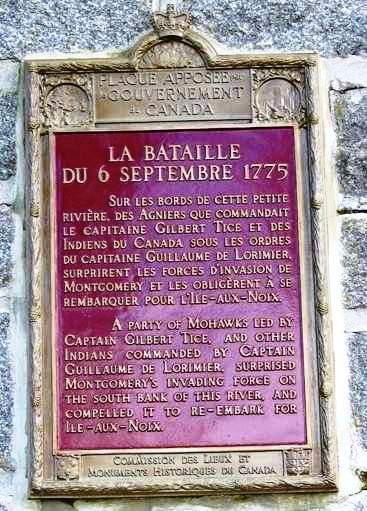 PLAQUE APPOSÉE PAR
LE GOUVERNEMENT
DU CANADA
LA BATAILLE
DU 6 SEPTEMBRE 1775
SUR LES BORDS DE CETTE PETITE
RIVIÈRE, DES AGNIERS QUE COMMANDAIT
LE CAPITAINE GILBERT TICE ET DES
INDIENS DU CANADA SOUS LES ORDRES
DU CAPITAINE GUILLAUME DE LORIMIER,
SURPRIRENT LES FORCES D'INVASION DE
MONTGOMERY ET LES OBLIGÈRENT À SE
REMBARQUER POUR L'ÎLE-AUX-NOIX.
A PARTY OF MOHAWKS LED BY
CAPTAIN GILBERT TICE, AND OTHER
INDIANS COMMANDED BY CAPTAIN
GUILLAUME DE LORIMIER, SURPRISED
MONTGOMERY'S INVADING FORCE ON
THE SOUTH BANK OF THIS RIVER, AND
COMPELLED IT TO RE-EMBARK FOR
ILE-AUX-NOIX.
COMMISSION DES LIEUX ET
MONUMENTS HISTORIQUES DU CANADA